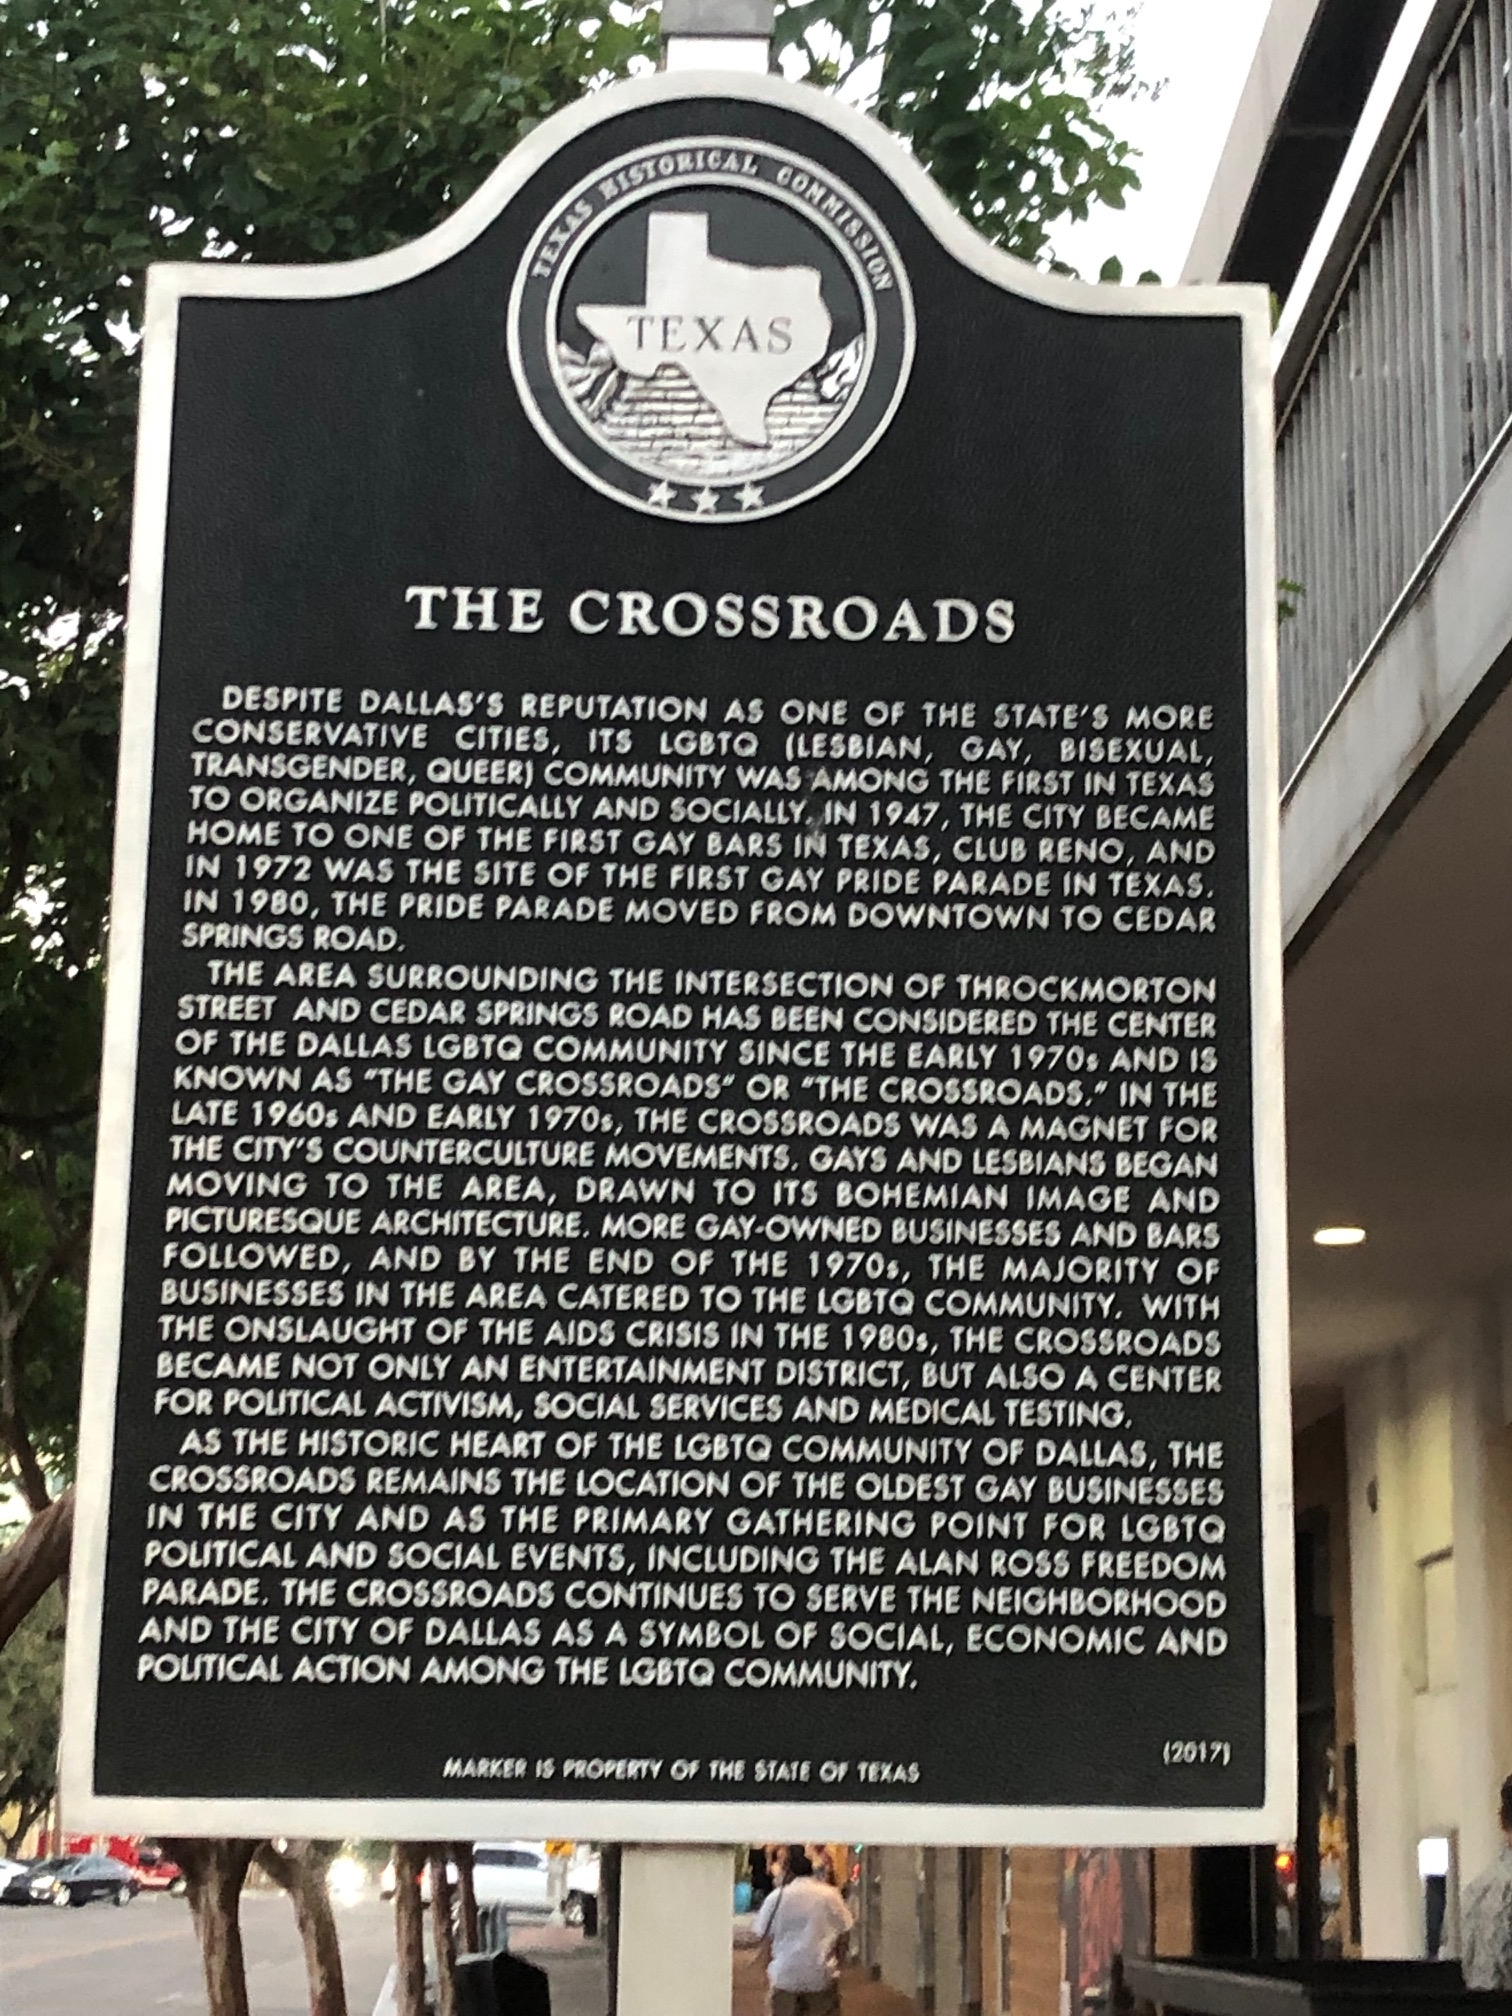 TEXAS HISTORICAL COMMISSION
TEXAS
THE CROSSROADS
DESPITE DALLAS'S REPUTATION AS ONE OF THE STATE'S MORE
CONSERVATIVE CITIES, ITS LGBTQ (LESBIAN, GAY, BISEXUAL,
TRANSGENDER, QUEER) COMMUNITY WAS AMONG THE FIRST IN TEXAS
TO ORGANIZE POLITICALLY AND SOCIALLY. IN 1947, THE CITY BECAME
HOME TO ONE OF THE FIRST GAY BARS IN TEXAS, CLUB RENO, AND
IN 1972 WAS THE SITE OF THE FIRST GAY PRIDE PARADE IN TEXAS.
IN 1980, THE PRIDE PARADE MOVED FROM DOWNTOWN TO CEDAR
SPRINGS ROAD.
THE AREA SURROUNDING THE INTERSECTION OF THROCKMORTON
STREET AND CEDAR SPRINGS ROAD HAS BEEN CONSIDERED THE CENTER
OF THE DALLAS LGBTQ COMMUNITY SINCE THE EARLY 1970s AND IS
KNOWN AS "THE GAY CROSSROADS" OR "THE CROSSROADS." IN THE
LATE 1960s AND EARLY 1970s, THE CROSSROADS WAS A MAGNET FOR
THE CITY'S COUNTERCULTURE MOVEMENTS. GAYS AND LESBIANS BEGAN
MOVING TO THE AREA, DRAWN TO ITS BOHEMIAN IMAGE AND
PICTURESQUE ARCHITECTURE. MORE GAY-OWNED BUSINESSES AND BARS
FOLLOWED, AND BY THE END OF THE 1970s, THE MAJORITY OF
BUSINESSES IN THE AREA CATERED TO THE LGBTQ COMMUNITY. WITH
THE ONSLAUGHT OF THE AIDS CRISIS IN THE 1980s, THE CROSSROADS
BECAME NOT ONLY AN ENTERTAINMENT DISTRICT, BUT ALSO A CENTER
FOR POLITICAL ACTIVISM, SOCIAL SERVICES AND MEDICAL TESTING.
AS THE HISTORIC HEART OF THE LGBTQ COMMUNITY OF DALLAS, THE
CROSSROADS REMAINS THE LOCATION OF THE OLDEST GAY BUSINESSES
IN THE CITY AND AS THE PRIMARY GATHERING POINT FOR LGBTQ
POLITICAL AND SOCIAL EVENTS, INCLUDING THE ALAN ROSS FREEDOM
PARADE. THE CROSSROADS CONTINUES TO SERVE THE NEIGHBORHOOD
AND THE CITY OF DALLAS AS A SYMBOL OF SOCIAL, ECONOMIC AND
POLITICAL ACTION AMONG THE LGBTQ COMMUNITY.
(2017)
MARKER IS PROPERTY OF THE STATE OF TEXAS